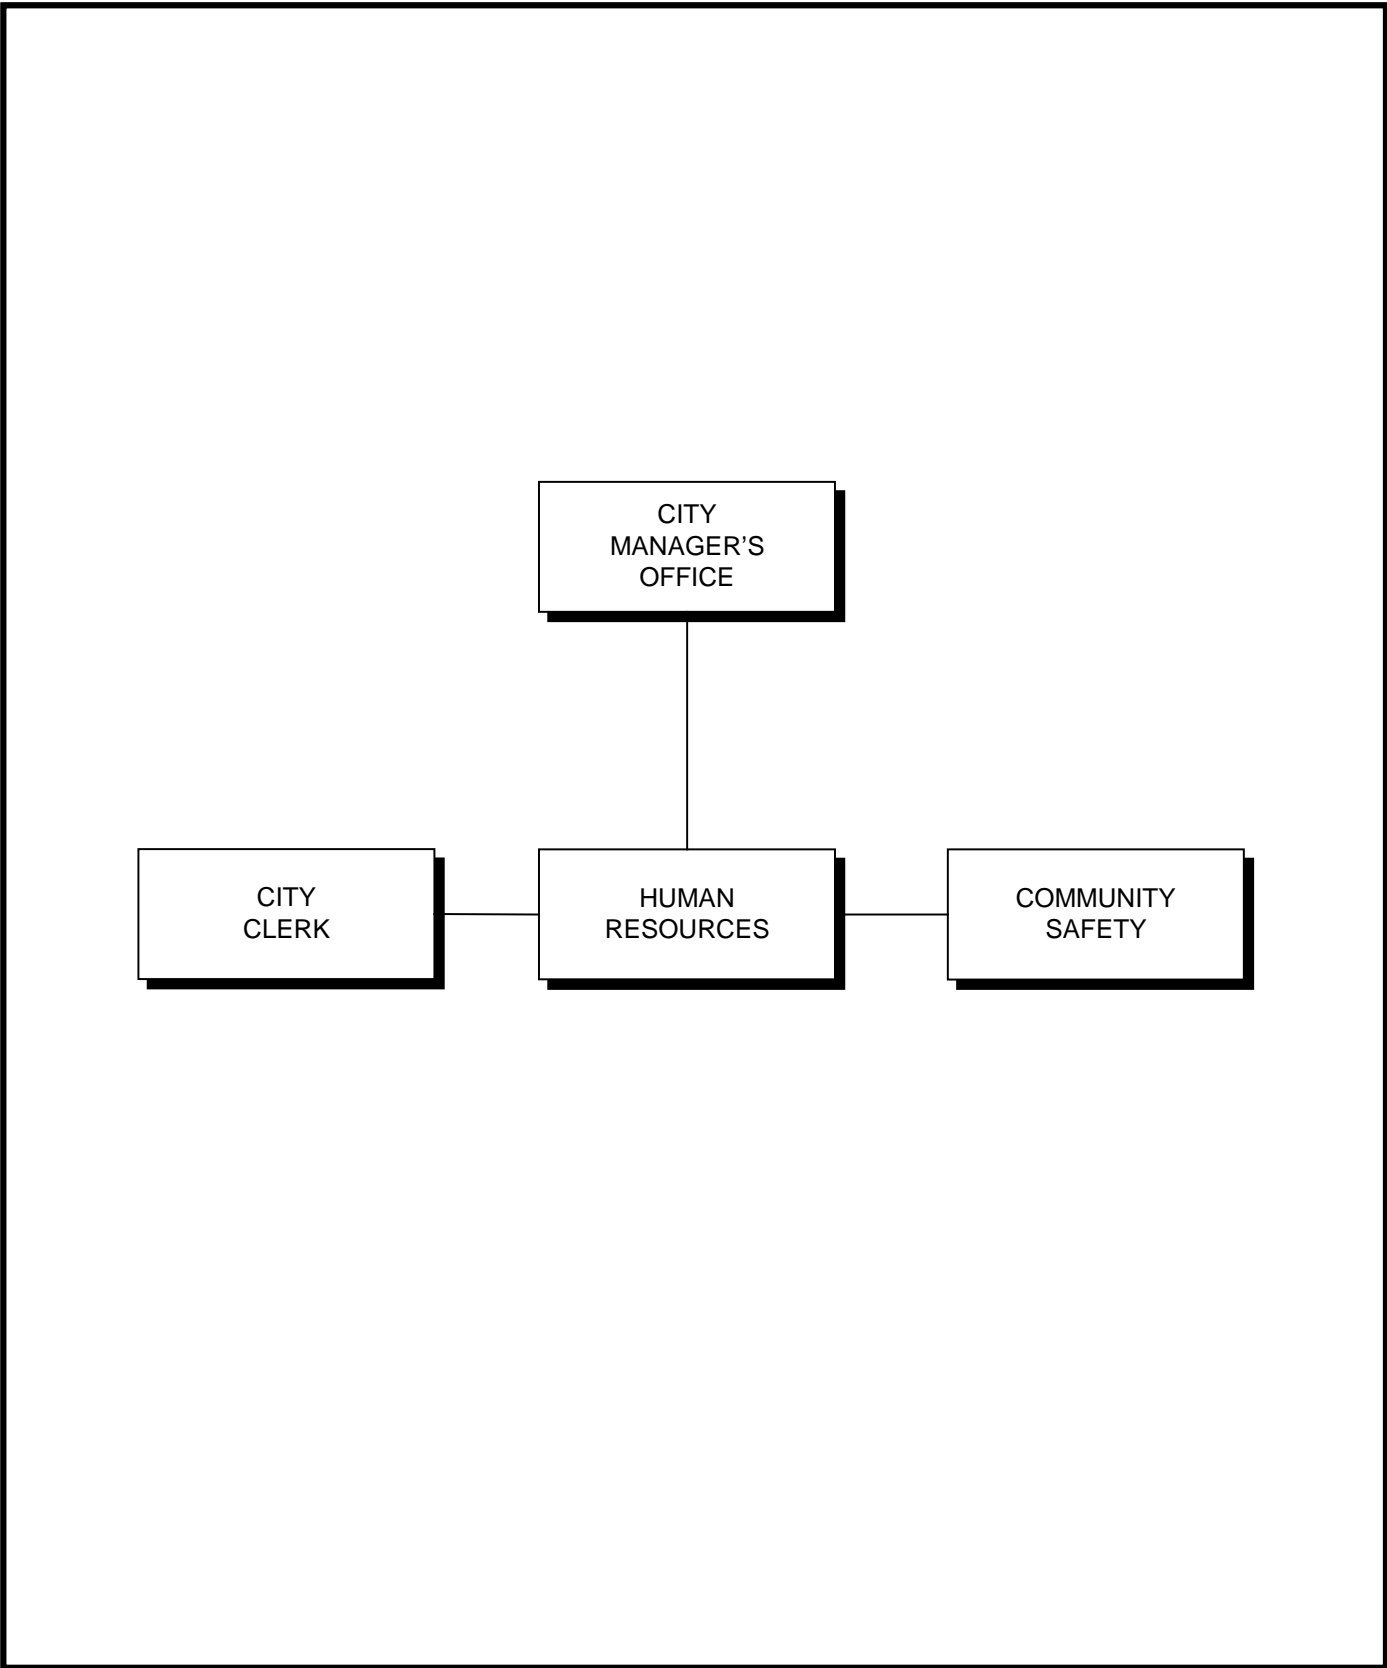 CITY
MANAGER’S
OFFICE
CITY
CLERK
HUMAN
RESOURCES
COMMUNITY
SAFETY